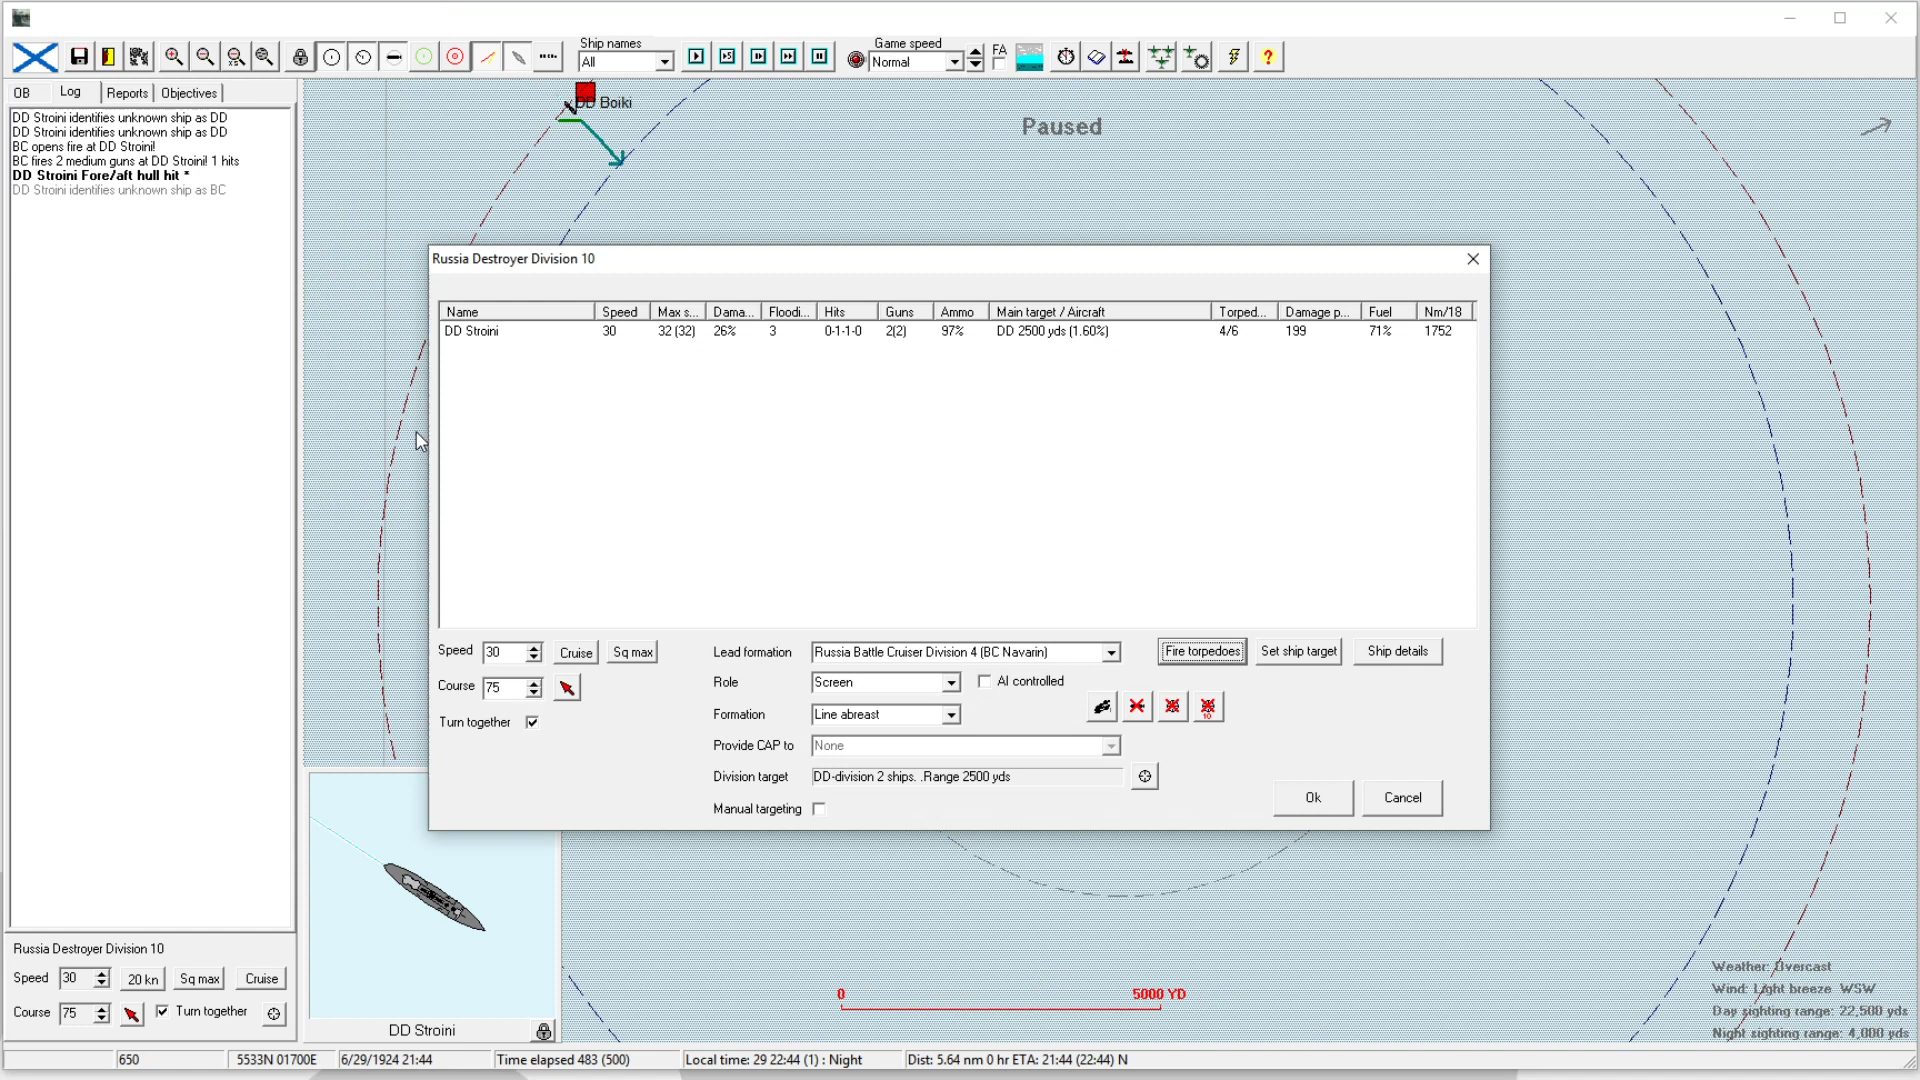 Ship names
All
Game speed
Normal
FA
OB Log Reports Objectives
DD Stroini identifies unknown ship as DD
DD Stroini identifies unknown ship as DD
BC opens fire at DD Stroini!
BC fires 2 medium guns at DD Stroini! 1 hits
DD Stroini Fore/aft hull hit *
DD Stroini identifies unknown ship as BC
DD Boiki
Paused
Russia Destroyer Division 10
Name Speed Max s... Dama... Floodi... Hits Guns Ammo Main target / Aircraft Torped... Damage p... Fuel Nm/18
DD Stroini 30 32 (32) 26% 3 0-1-1-0 2(2) 97% DD 2500 yds (1.60%) 4/6 199 71% 1752
Speed 30 Cruise Sq max
Course 75
Turn together
Lead formation Russia Battle Cruiser Division 4 (BC Navarin)
Role Screen AI controlled
Formation Line abreast
Provide CAP to None
Division target DD-division 2 ships. .Range 2500 yds
Manual targeting
Fire torpedoes Set ship target Ship details
10
Ok Cancel
Russia Destroyer Division 10
Speed 30 20 kn Sq max Cruise
Course 75 Turn together
DD Stroini
0 5000 YD
Weather: Overcast
Wind: Light breeze WSW
Day sighting range: 22,500 yds
Night sighting range: 4,000 yds
650 5533N 01700E 6/29/1924 21:44 Time elapsed 483 (500) Local time: 29 22:44 (1) : Night Dist: 5.64 nm 0 hr ETA: 21:44 (22:44) N